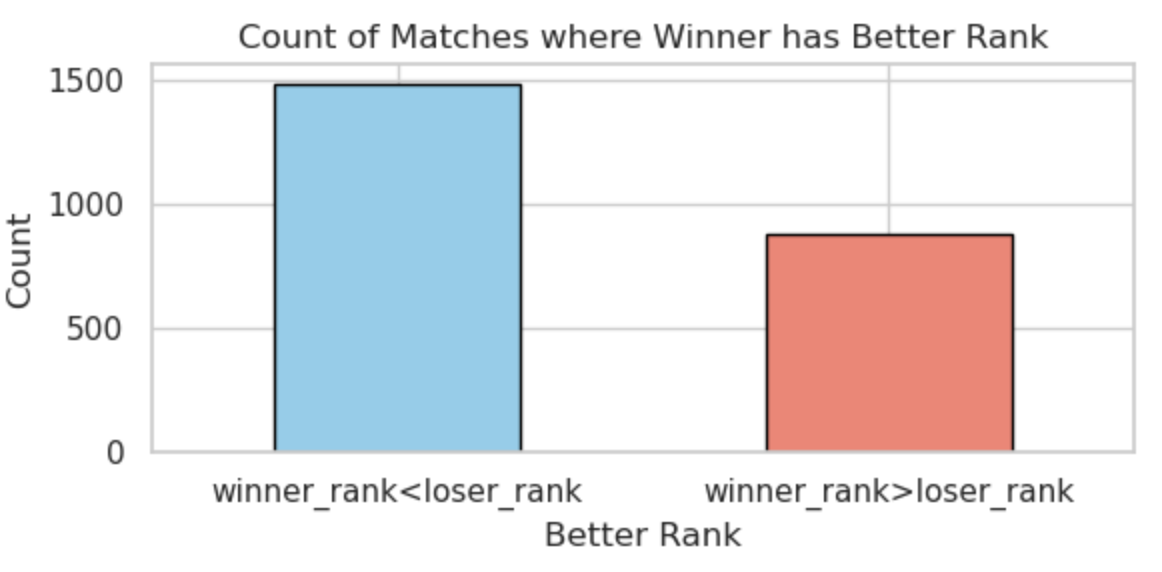 Count of Matches where Winner has Better Rank
1500
1000
500
0
Count
winner_rank<loser_rank
winner_rank>loser_rank
Better Rank